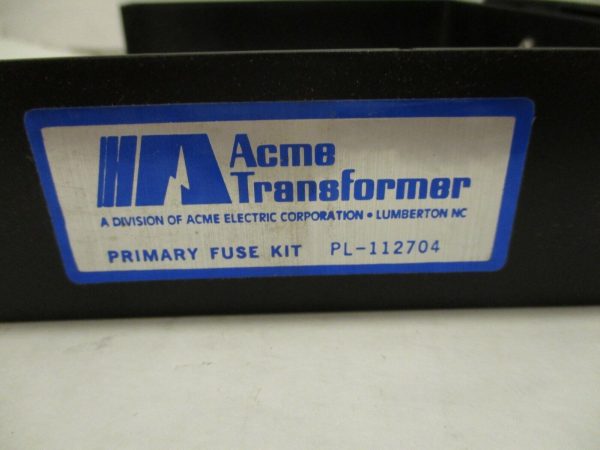 Acme
Transformer
A DIVISION OF ACME ELECTRIC CORPORATION • LUMBERTON NC
PRIMARY FUSE KIT PL-112704